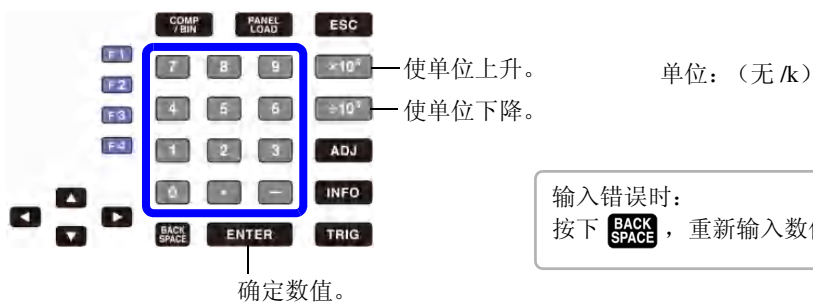 COMP /BIN
PANEL LOAD
ESC
F1
7 8 9
×10³
使单位上升。
单位：（无 /k）
F2
4 5 6
÷10³
使单位下降。
F3
F4
1 2 3
ADJ
0 · —
INFO
输入错误时：
BACK SPACE
ENTER
TRIG
按下 BACK SPACE ，重新输入数
确定数值。